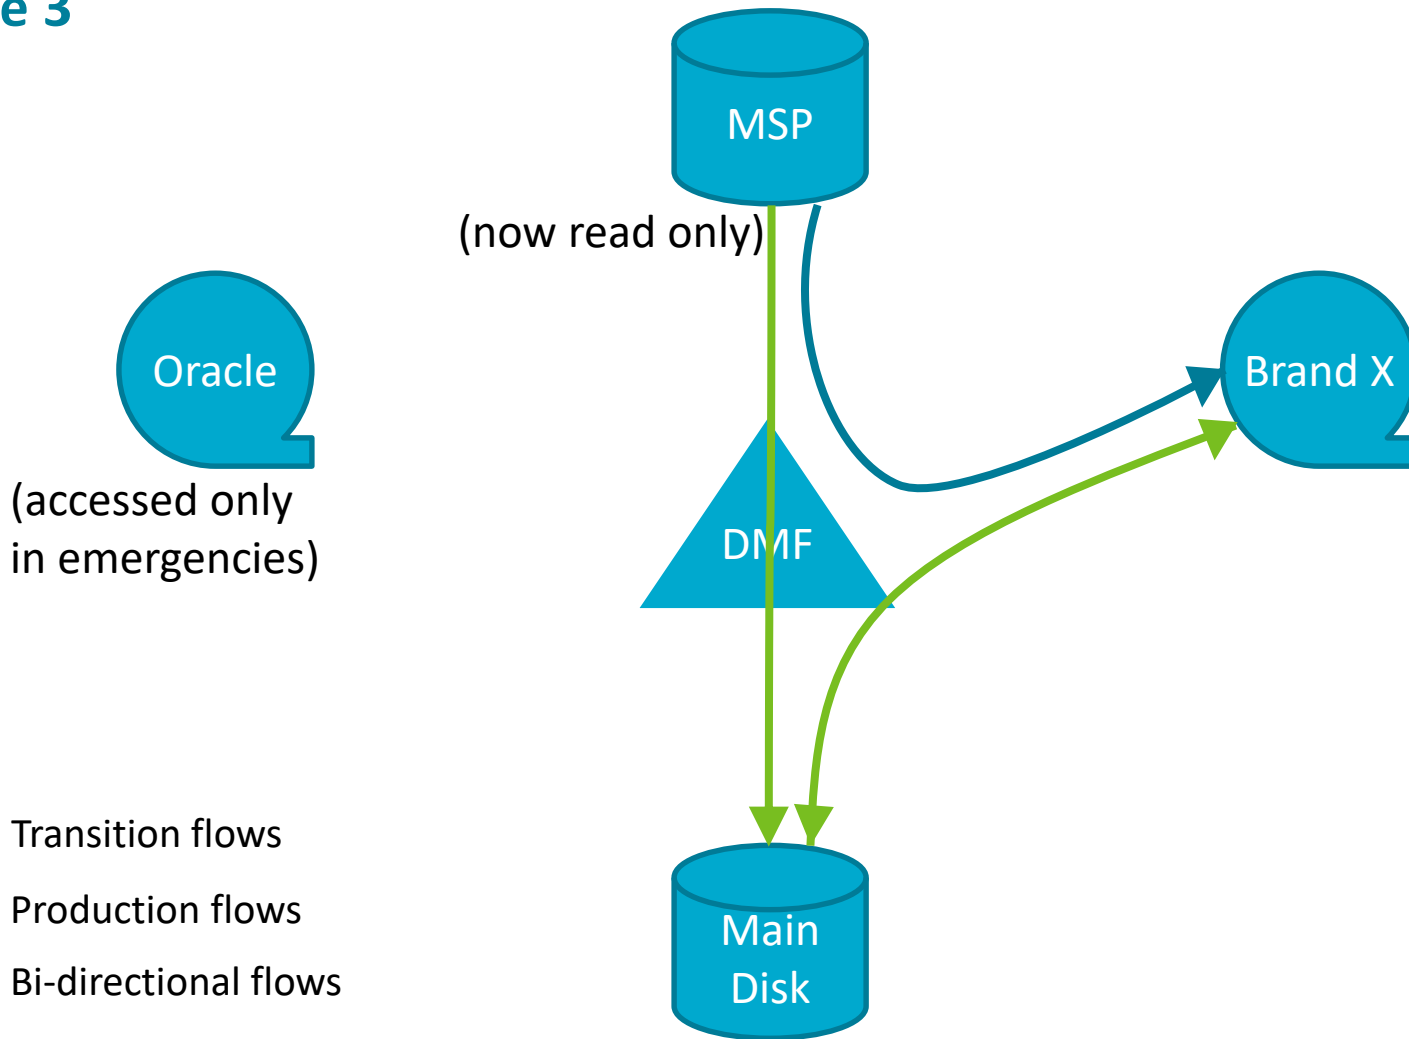 e 3
MSP
(now read only)
Oracle
Brand X
(accessed only
in emergencies)
DMF
Transition flows
Production flows
Bi-directional flows
Main
Disk